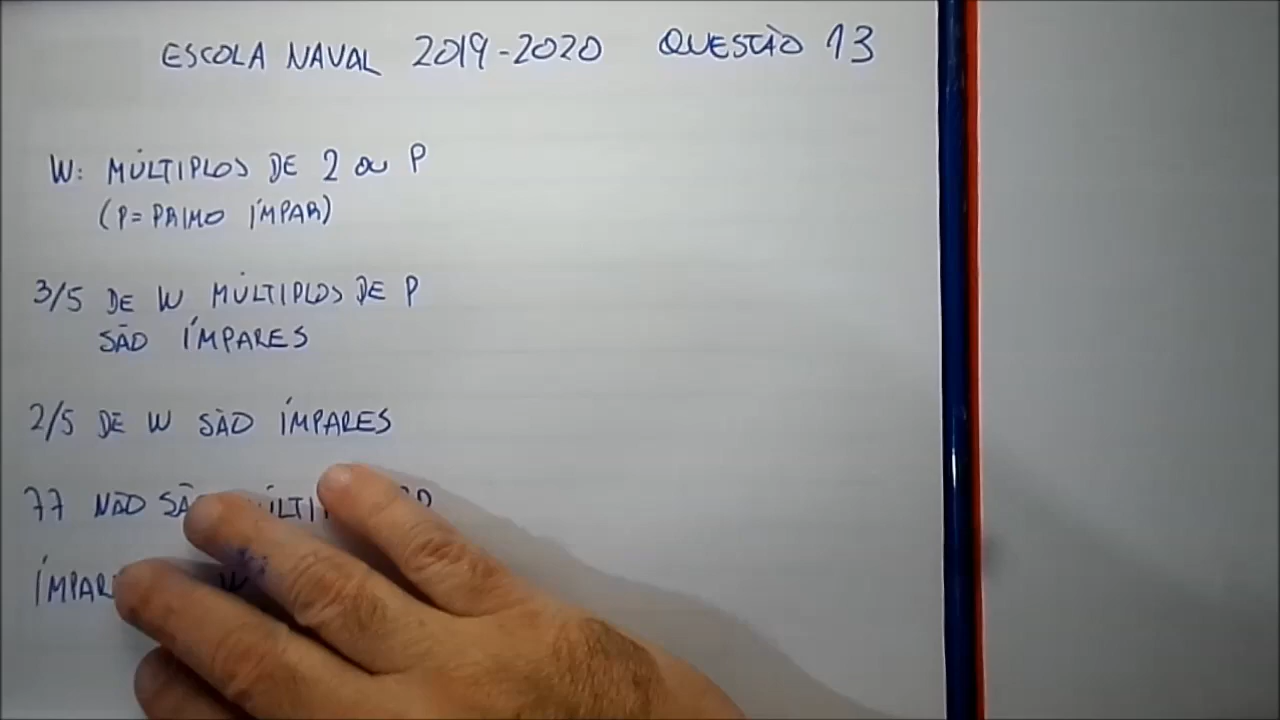 ESCOLA NAVAL 2019-2020 QUESTÃO 13
W: MÚLTIPLOS DE 2 OU P
(P=PRIMO ÍMPAR)
3/5 DE W MÚLTIPLOS DE P
SÃO ÍMPARES
2/5 DE W SÃO ÍMPARES
77 NÃO
W